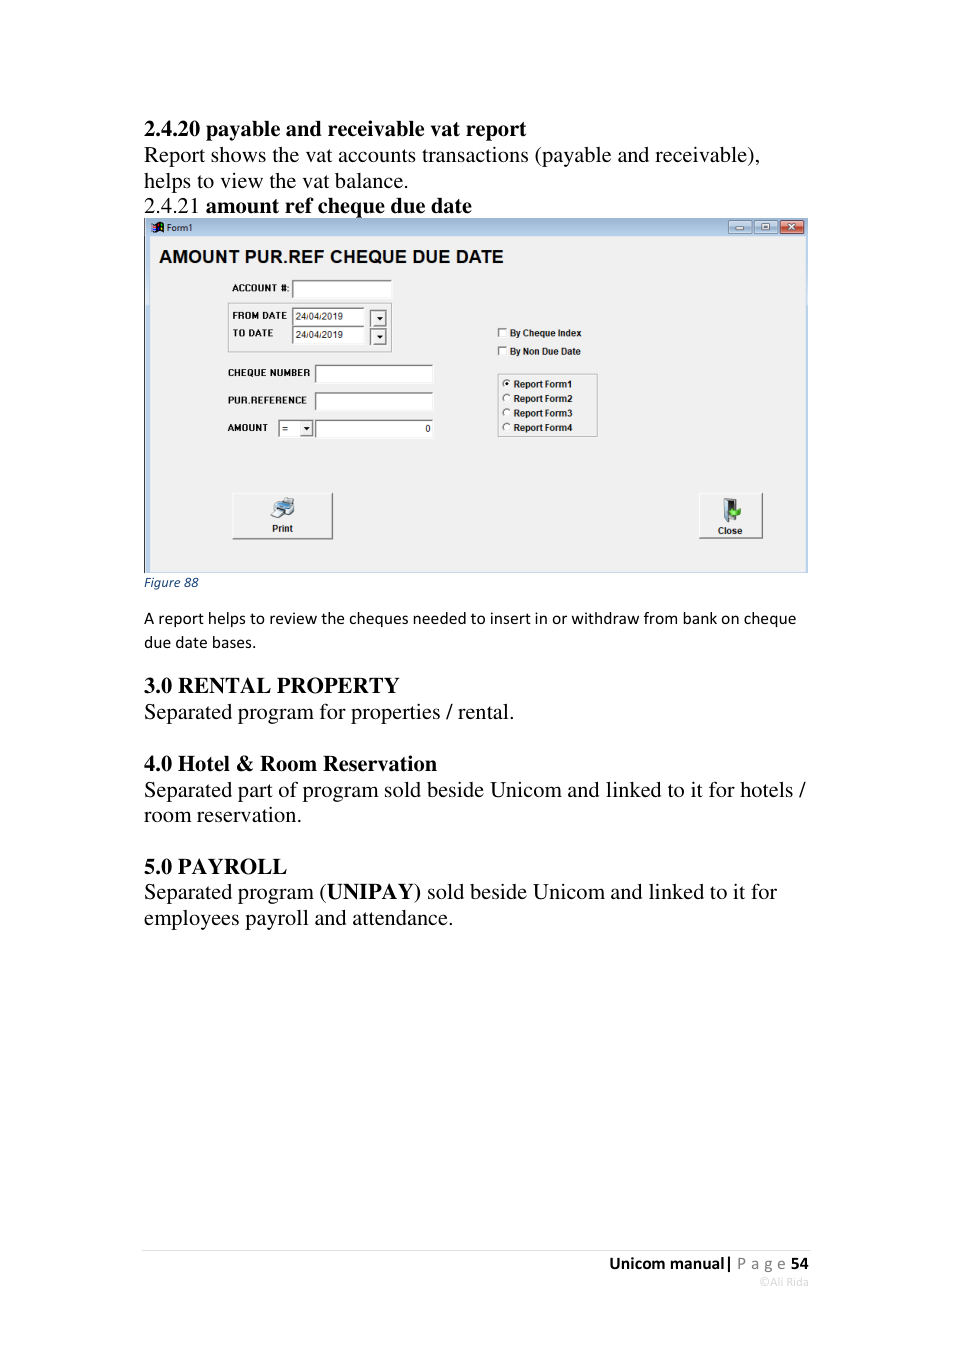 2.4.20 payable and receivable vat report
Report shows the vat accounts transactions (payable and receivable),
helps to view the vat balance.
2.4.21 amount ref cheque due date
Form1
AMOUNT PUR.REF CHEQUE DUE DATE
ACCOUNT #:
FROM DATE 24/04/2019
TO DATE 24/04/2019
By Cheque Index
By Non Due Date
CHEQUE NUMBER
PUR.REFERENCE
AMOUNT = 0
Report Form1
Report Form2
Report Form3
Report Form4
Print
Close
Figure 88
A report helps to review the cheques needed to insert in or withdraw from bank on cheque
due date bases.
3.0 RENTAL PROPERTY
Separated program for properties / rental.
4.0 Hotel & Room Reservation
Separated part of program sold beside Unicom and linked to it for hotels /
room reservation.
5.0 PAYROLL
Separated program (UNIPAY) sold beside Unicom and linked to it for
employees payroll and attendance.
Unicom manual| P a g e 54
©Ali Rida